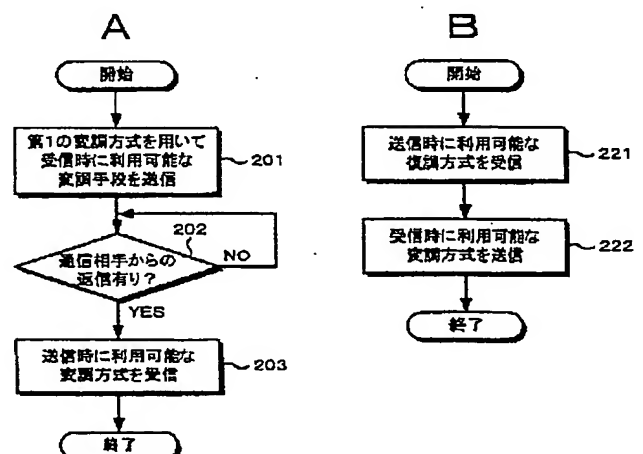 A
開始
第1の変調方式を用いて
受信時に利用可能な
変調手段を送信
201
202
通信相手からの
返信有り？
NO
YES
送信時に利用可能な
変調方式を受信
203
終了
B
開始
送信時に利用可能な
復調方式を受信
221
受信時に利用可能な
変調方式を送信
222
終了